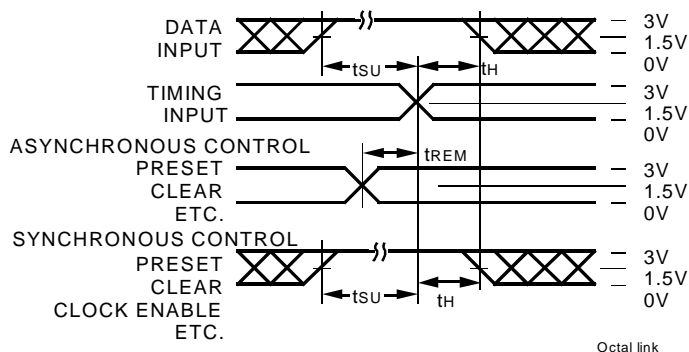 DATA
INPUT
tSU
tH
3V
1.5V
0V
TIMING
INPUT
3V
1.5V
0V
ASYNCHRONOUS CONTROL
PRESET
CLEAR
ETC.
tREM
3V
1.5V
0V
SYNCHRONOUS CONTROL
PRESET
CLEAR
CLOCK ENABLE
ETC.
tSU
tH
3V
1.5V
0V
Octal link